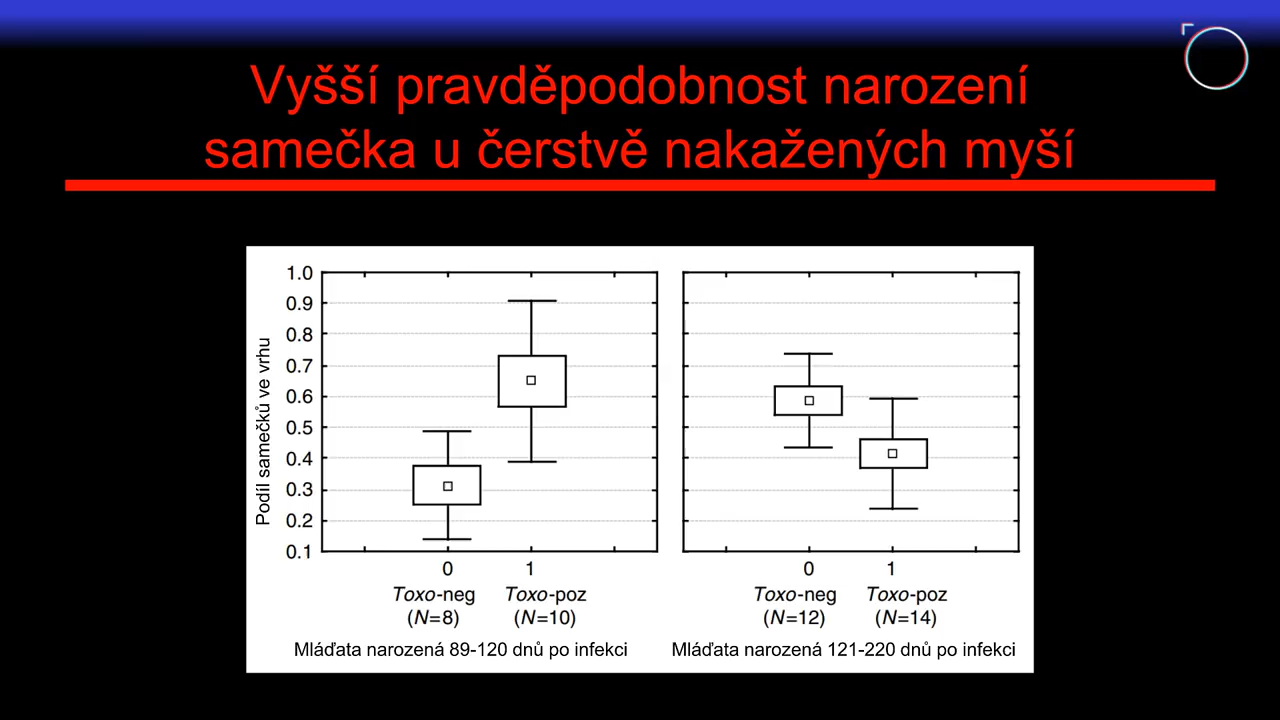 Vyšší pravděpodobnost narození
samečka u čerstvě nakažených myší
Podíl samečků ve vrhu
1.0
0.9
0.8
0.7
0.6
0.5
0.4
0.3
0.2
0.1
0 1
Toxo-neg Toxo-poz
(N=8) (N=10)
Mláďata narozená 89-120 dnů po infekci
0 1
Toxo-neg Toxo-poz
(N=12) (N=14)
Mláďata narozená 121-220 dnů po infekci